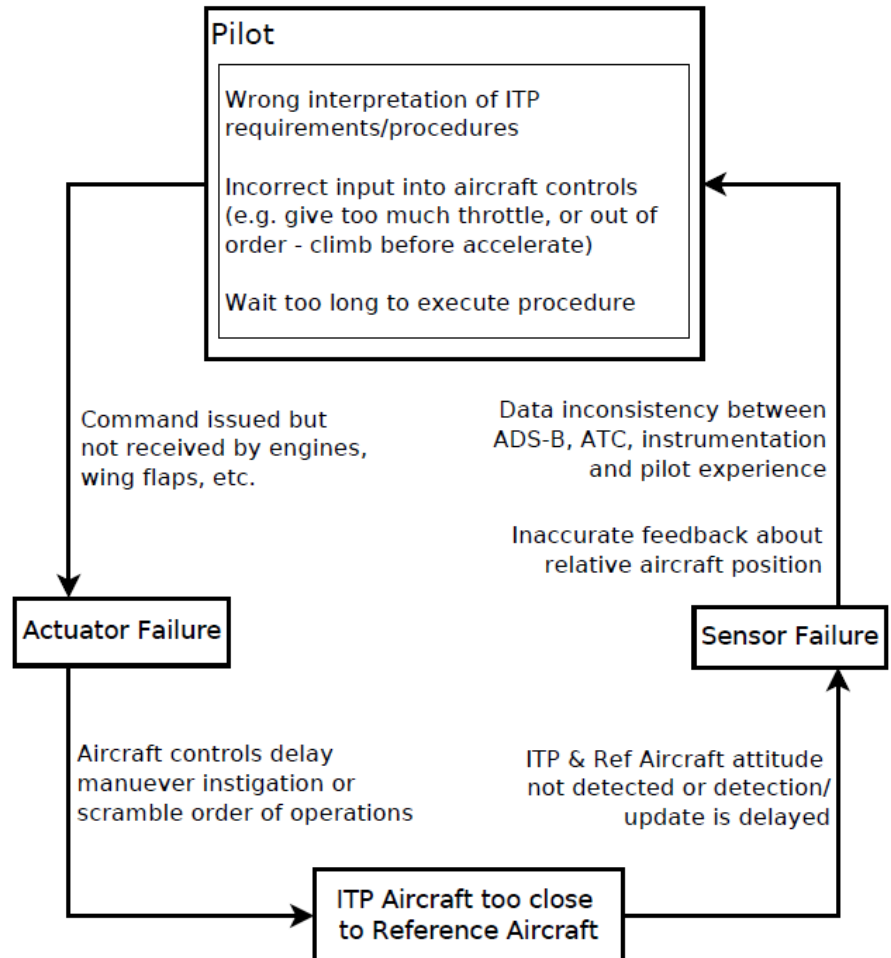 Pilot
Wrong interpretation of ITP
requirements/procedures
Incorrect input into aircraft controls
(e.g. give too much throttle, or out of
order - climb before accelerate)
Wait too long to execute procedure
Command issued but
not received by engines,
wing flaps, etc.
Data inconsistency between
ADS-B, ATC, instrumentation
and pilot experience
Inaccurate feedback about
relative aircraft position
Actuator Failure
Sensor Failure
Aircraft controls delay
manuever instigation or
scramble order of operations
ITP & Ref Aircraft attitude
not detected or detection/
update is delayed
ITP Aircraft too close
to Reference Aircraft